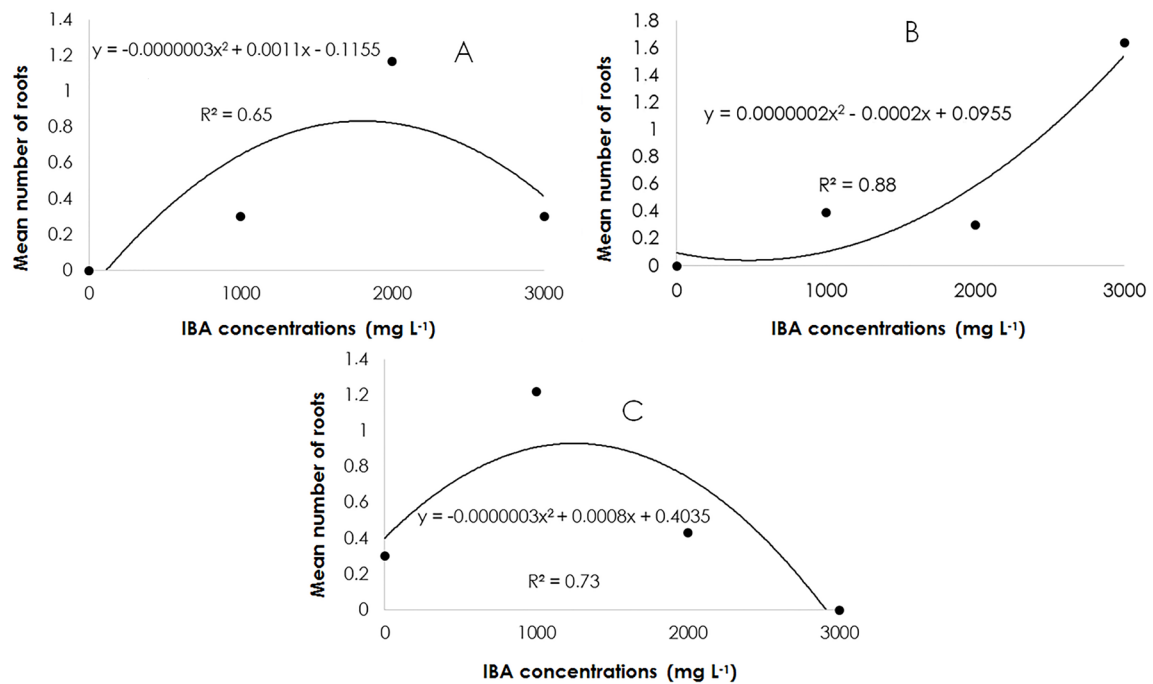 A
Mean number of roots
1.4
1.2
1
0.8
0.6
0.4
0.2
0
y = -0.0000003x² + 0.0011x - 0.1155
R² = 0.65
0 1000 2000 3000
IBA concentrations (mg L⁻¹)
B
Mean number of roots
1.8
1.6
1.4
1.2
1
0.8
0.6
0.4
0.2
0
y = 0.0000002x² - 0.0002x + 0.0955
R² = 0.88
0 1000 2000 3000
IBA concentrations (mg L⁻¹)
C
Mean number of roots
1.4
1.2
1
0.8
0.6
0.4
0.2
0
y = -0.0000003x² + 0.0008x + 0.4035
R² = 0.73
0 1000 2000 3000
IBA concentrations (mg L⁻¹)